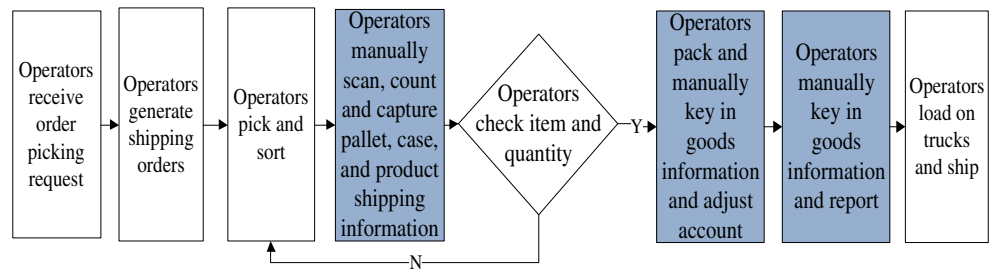 Operators
receive
order
picking
request
Operators
generate
shipping
orders
Operators
pick and
sort
Operators
manually
scan, count
and capture
pallet, case,
and product
shipping
information
Operators
check item and
quantity
Y
N
Operators
pack and
manually
key in
goods
information
and adjust
account
Operators
manually
key in
goods
information
and report
Operators
load on
trucks
and ship